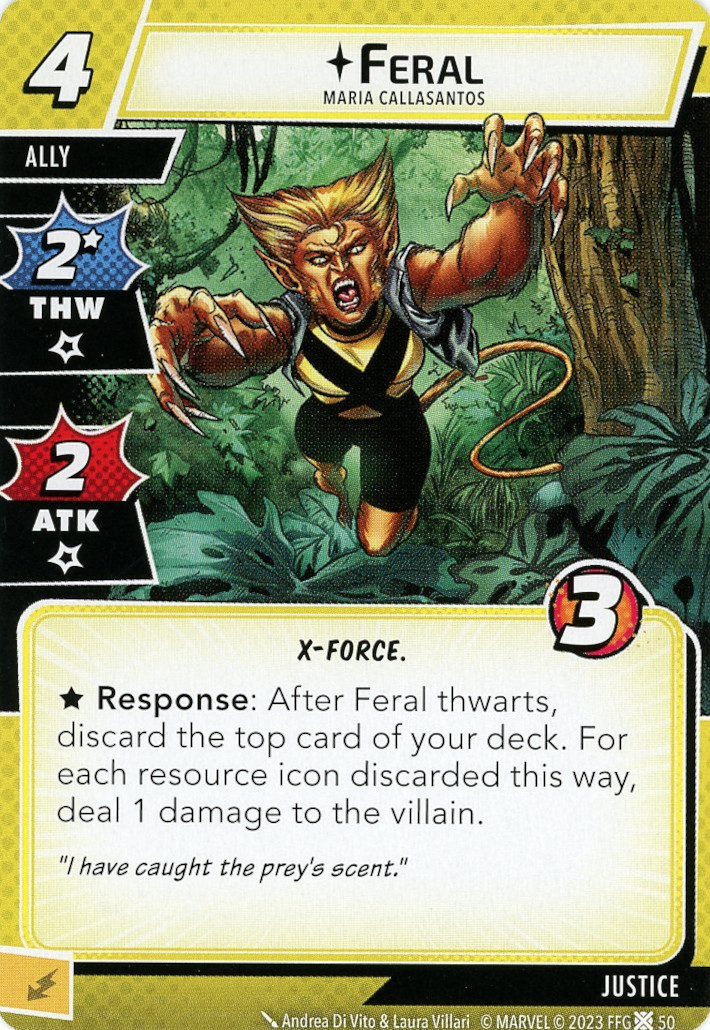 4
FERAL
MARIA CALLASANTOS
ALLY
2
THW
2
ATK
3
X-FORCE.
★ Response: After Feral thwarts,
discard the top card of your deck. For
each resource icon discarded this way,
deal 1 damage to the villain.
"I have caught the prey's scent."
JUSTICE
Andrea Di Vito & Laura Villari © MARVEL © 2023 FFG 50